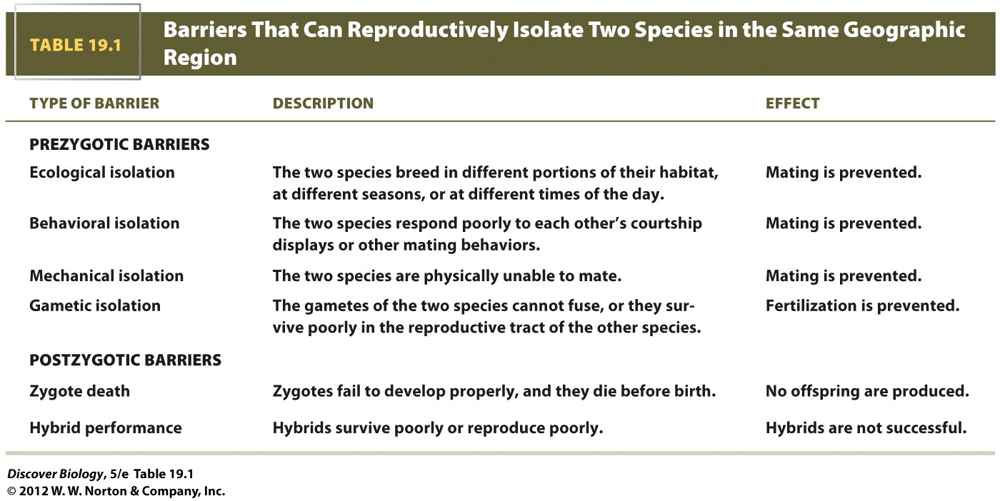 TABLE 19.1
Barriers That Can Reproductively Isolate Two Species in the Same Geographic
Region
TYPE OF BARRIER DESCRIPTION EFFECT
PREZYGOTIC BARRIERS
Ecological isolation The two species breed in different portions of their habitat, Mating is prevented.
at different seasons, or at different times of the day.
Behavioral isolation The two species respond poorly to each other’s courtship Mating is prevented.
displays or other mating behaviors.
Mechanical isolation The two species are physically unable to mate. Mating is prevented.
Gametic isolation The gametes of the two species cannot fuse, or they sur- Fertilization is prevented.
vive poorly in the reproductive tract of the other species.
POSTZYGOTIC BARRIERS
Zygote death Zygotes fail to develop properly, and they die before birth. No offspring are produced.
Hybrid performance Hybrids survive poorly or reproduce poorly. Hybrids are not successful.
Discover Biology, 5/e Table 19.1
© 2012 W. W. Norton & Company, Inc.